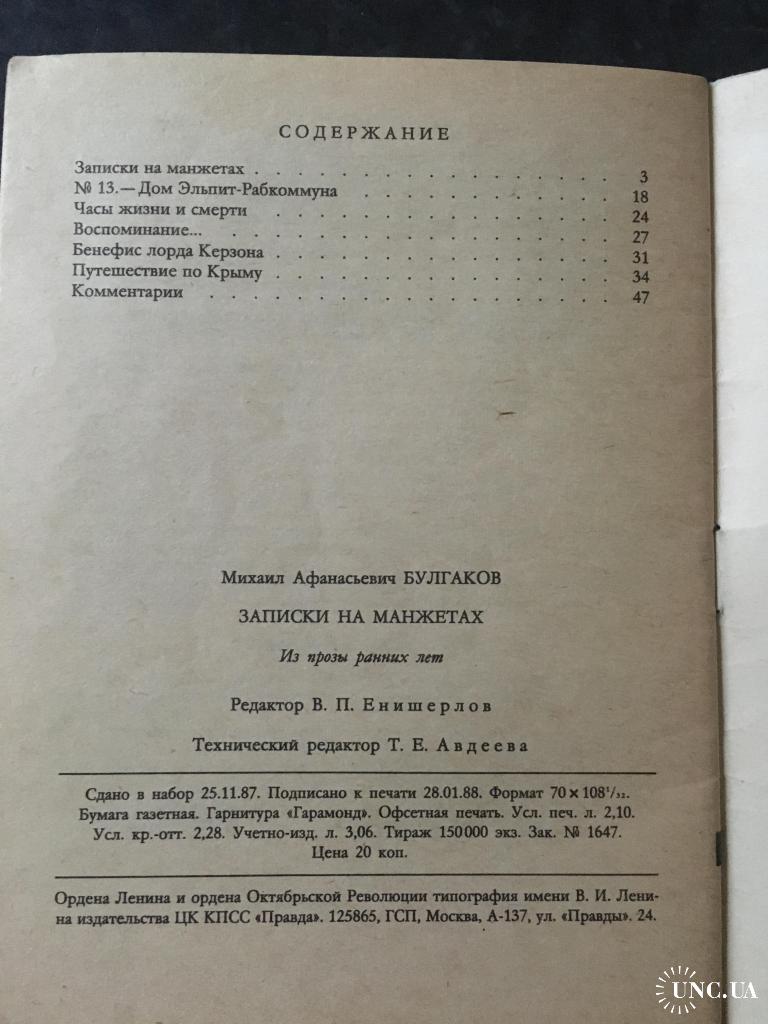 СОДЕРЖАНИЕ
Записки на манжетах . . . . . . . . . . . . . . . . . 3
№ 13.—Дом Эльпит-Рабкоммуна . . . . . . . . . . . . 18
Часы жизни и смерти . . . . . . . . . . . . . . . . 24
Воспоминание... . . . . . . . . . . . . . . . . . 27
Бенефис лорда Керзона . . . . . . . . . . . . . . . . 31
Путешествие по Крыму . . . . . . . . . . . . . . . . 34
Комментарии . . . . . . . . . . . . . . . . . . . 47
Михаил Афанасьевич БУЛГАКОВ
ЗАПИСКИ НА МАНЖЕТАХ
Из прозы ранних лет
Редактор В. П. Енишерлов
Технический редактор Т. Е. Авдеева
Сдано в набор 25.11.87. Подписано к печати 28.01.88. Формат 70×108¹/₃₂.
Бумага газетная. Гарнитура «Гарамонд». Офсетная печать. Усл. печ. л. 2,10.
Усл. кр.-отт. 2,28. Учетно-изд. л. 3,06. Тираж 150000 экз. Зак. № 1647.
Цена 20 коп.
Ордена Ленина и ордена Октябрьской Революции типография имени В. И. Лени-
на издательства ЦК КПСС «Правда». 125865, ГСП, Москва, А-137, ул. «Правды». 24.
UNC.UA